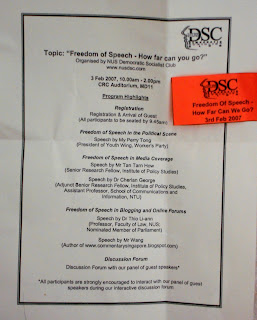 DSC
Topic: "Freedom of Speech - How far can you go?"
Organised by NUS Democratic Socialist Club
www.nusdsc.com
3 Feb 2007, 10.00am - 2.00pm
CRC Auditorium, MD11
Program Highlights
Registration
Registration & Arrival of Guest
(All participants to be seated by 9.45am)
Freedom of Speech in the Political Scene
Speech by Ms Perry Tong
(President of Youth Wing, Worker's Party)
Freedom of Speech in Media Coverage
Speech by Mr Tan Tarn How
(Senior Research Fellow, Institute of Policy Studies)
Speech by Dr Cherian George
(Adjunct Senior Research Fellow, Institute of Policy Studies,
Assistant Professor, School of Communications and
Information, NTU)
Freedom of Speech in Blogging and Online Forums
Speech by Dr Thio Li-ann
(Professor, Faculty of Law, NUS;
Nominated Member of Parliament)
Speech by Mr Wang
(Author of www.commentarysingapore.blogspot.com)
Discussion Forum
Discussion Forum with our panel of guest speakers*
*All participants are strongly encouraged to interact with our panel of guest
speakers during our interactive discussion forum
DSC
Freedom Of Speech -
How Far Can We Go?
3rd Feb 2007